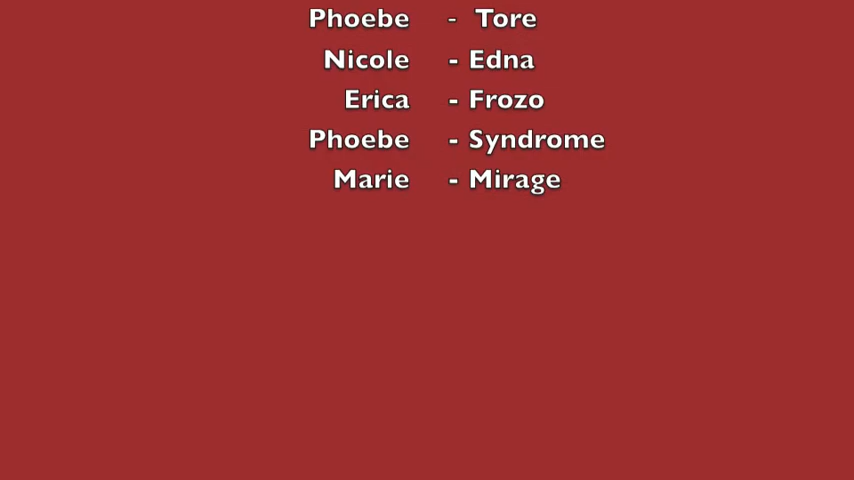 Phoebe - Tore
Nicole - Edna
Erica - Frozo
Phoebe - Syndrome
Marie - Mirage